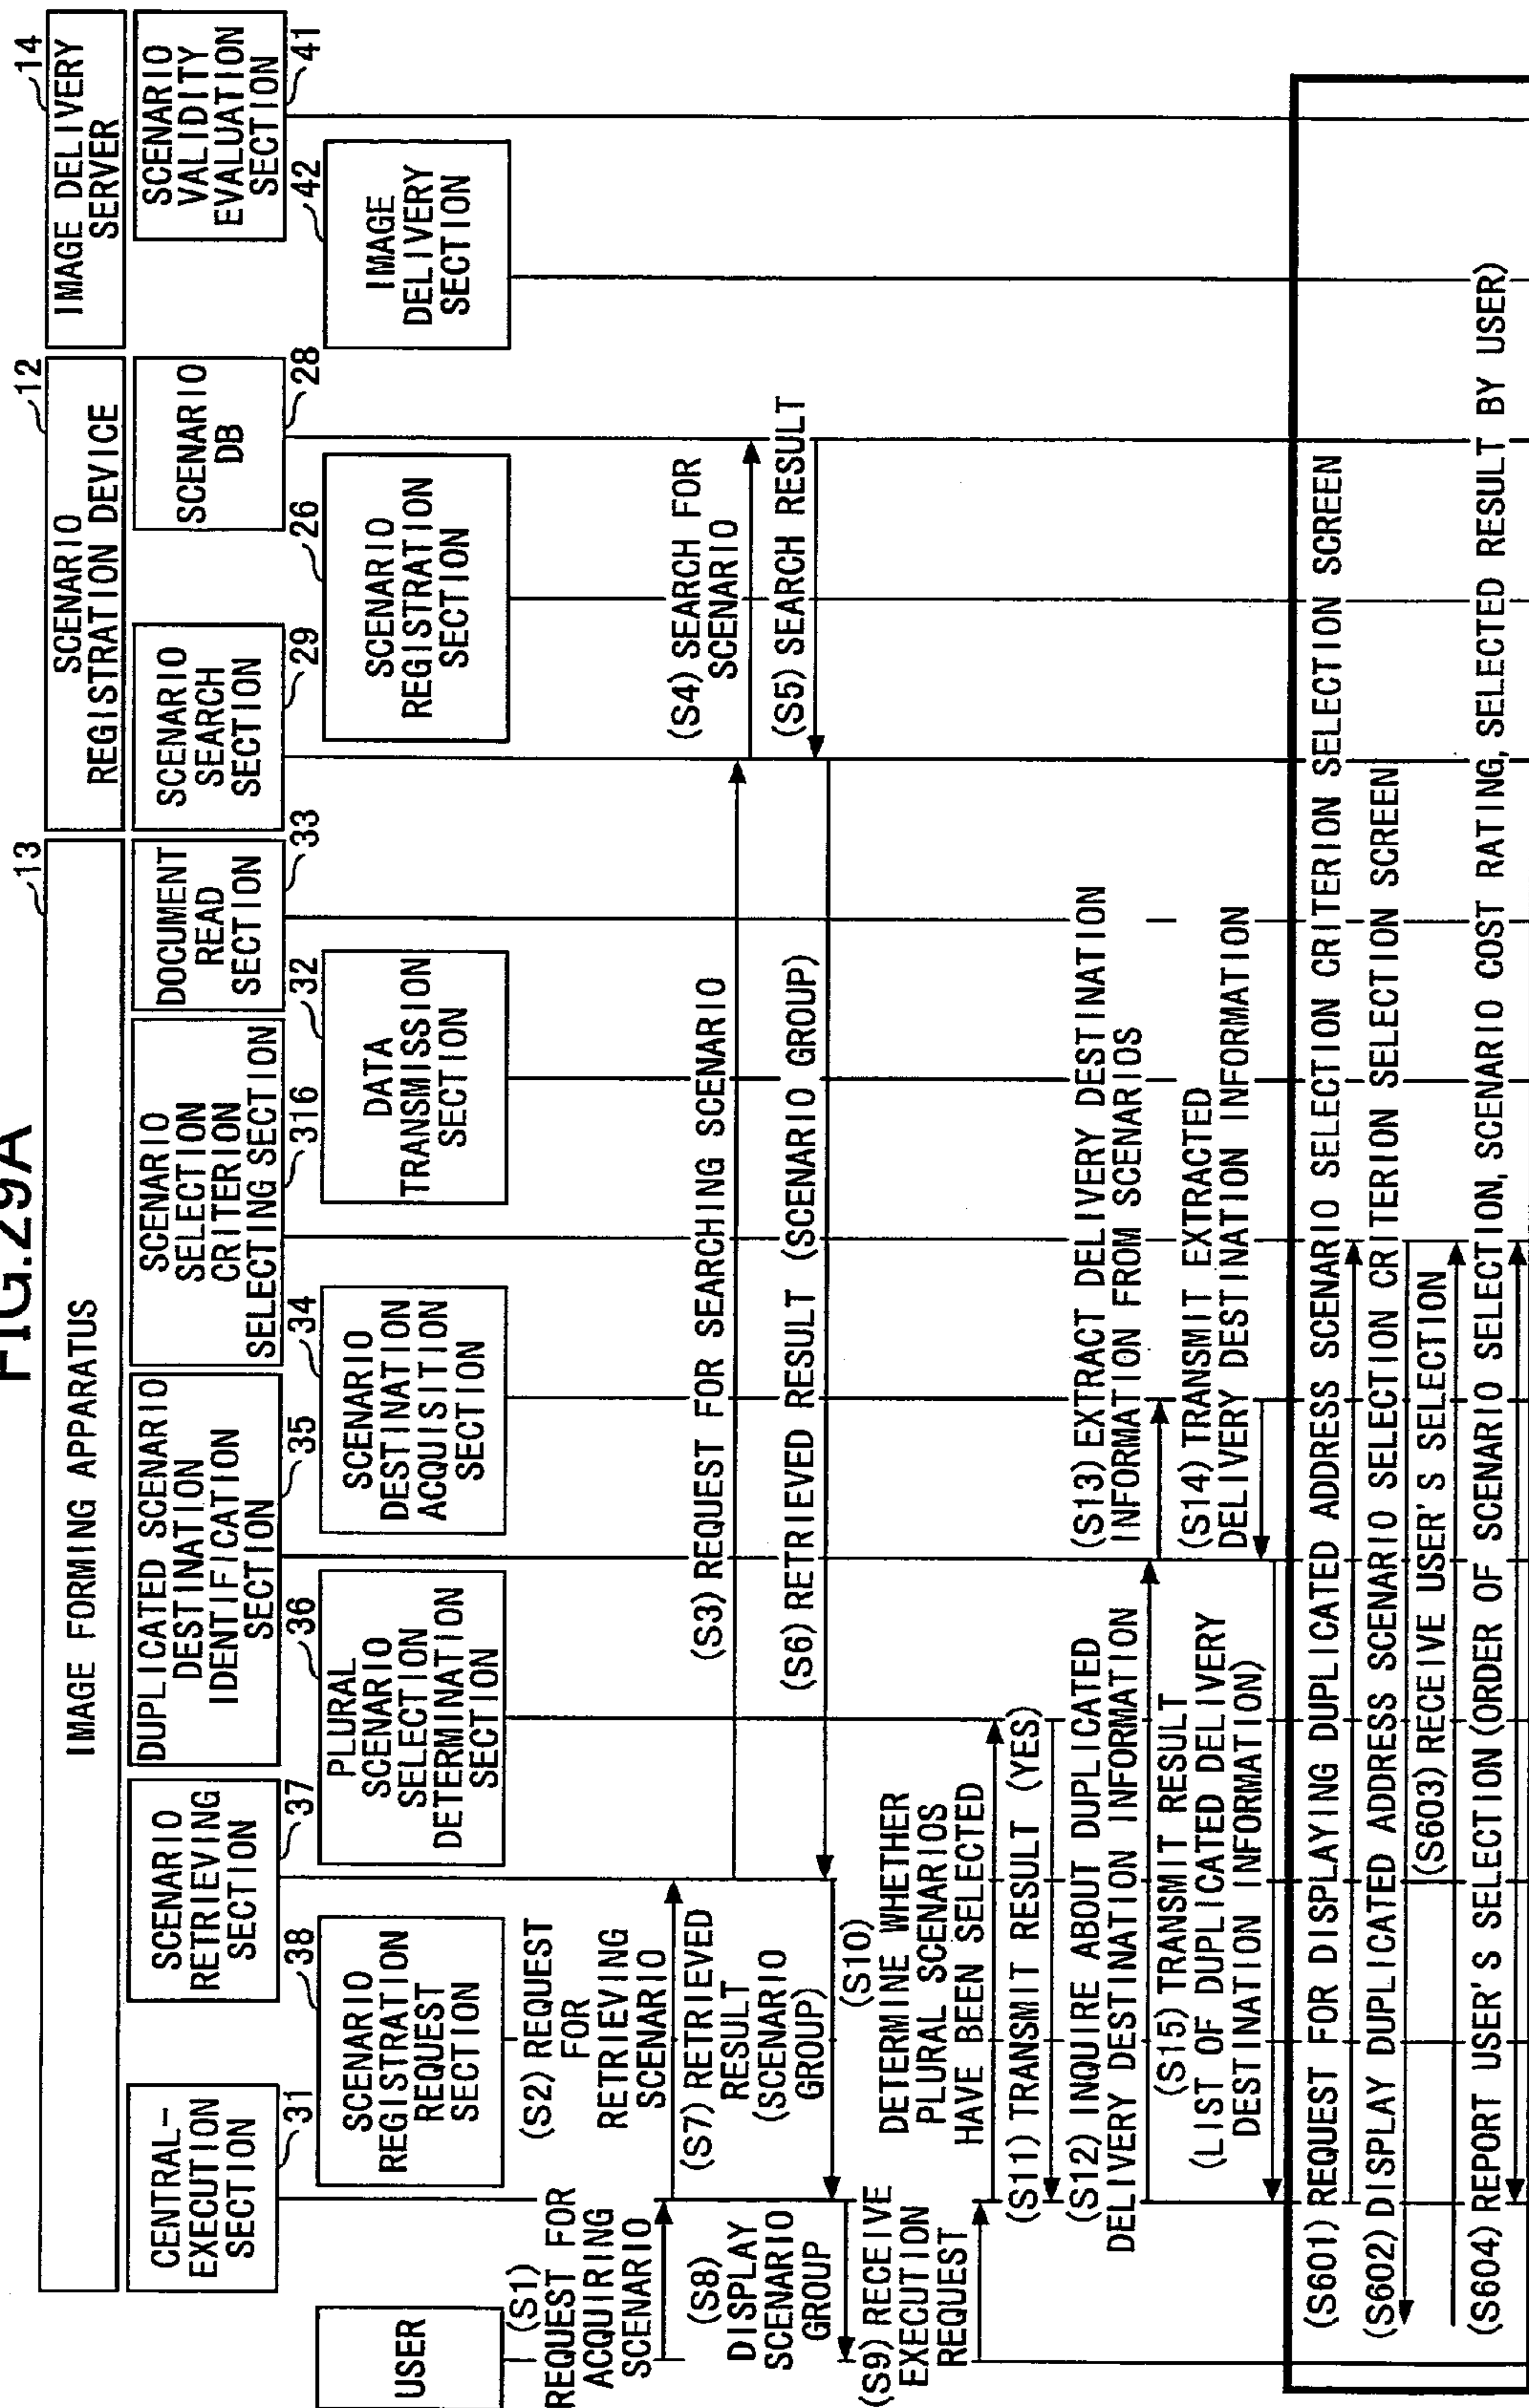 FIG.29A
IMAGE FORMING APPARATUS
13
SCENARIO
REGISTRATION DEVICE
12
IMAGE DELIVERY
SERVER
14
USER
CENTRAL-
EXECUTION
SECTION
31
SCENARIO
REGISTRATION
REQUEST
SECTION
38
SCENARIO
RETRIEVING
SECTION
37
PLURAL
SCENARIO
SELECTION
DETERMINATION
SECTION
36
DUPLICATED SCENARIO
DESTINATION
IDENTIFICATION
SECTION
35
SCENARIO
DESTINATION
ACQUISITION
SECTION
34
SCENARIO
SELECTION
CRITERION
SELECTING SECTION
316
DATA
TRANSMISSION
SECTION
32
DOCUMENT
READ
SECTION
33
SCENARIO
SEARCH
SECTION
29
SCENARIO
REGISTRATION
SECTION
26
SCENARIO
DB
28
IMAGE
DELIVERY
SECTION
42
SCENARIO
VALIDITY
EVALUATION
SECTION
41
(S1)
REQUEST FOR
ACQUIRING
SCENARIO
(S2) REQUEST
FOR
RETRIEVING
SCENARIO
(S3) REQUEST FOR SEARCHING SCENARIO
(S4) SEARCH FOR
SCENARIO
(S5) SEARCH RESULT
(S6) RETRIEVED RESULT (SCENARIO GROUP)
(S7) RETRIEVED
RESULT
(SCENARIO
GROUP)
(S8)
DISPLAY
SCENARIO
GROUP
(S9) RECEIVE
EXECUTION
REQUEST
(S10)
DETERMINE WHETHER
PLURAL SCENARIOS
HAVE BEEN SELECTED
(S11) TRANSMIT RESULT (YES)
(S12) INQUIRE ABOUT DUPLICATED
DELIVERY DESTINATION INFORMATION
(S13) EXTRACT DELIVERY DESTINATION
INFORMATION FROM SCENARIOS
(S14) TRANSMIT EXTRACTED
DELIVERY DESTINATION INFORMATION
(S15) TRANSMIT RESULT
(LIST OF DUPLICATED DELIVERY
DESTINATION INFORMATION)
(S601) REQUEST FOR DISPLAYING DUPLICATED ADDRESS SCENARIO SELECTION CRITERION SELECTION SCREEN
(S602) DISPLAY DUPLICATED ADDRESS SCENARIO SELECTION CRITERION SELECTION SCREEN
(S603) RECEIVE USER'S SELECTION
(S604) REPORT USER'S SELECTION (ORDER OF SCENARIO SELECTION, SCENARIO COST RATING, SELECTED RESULT BY USER)